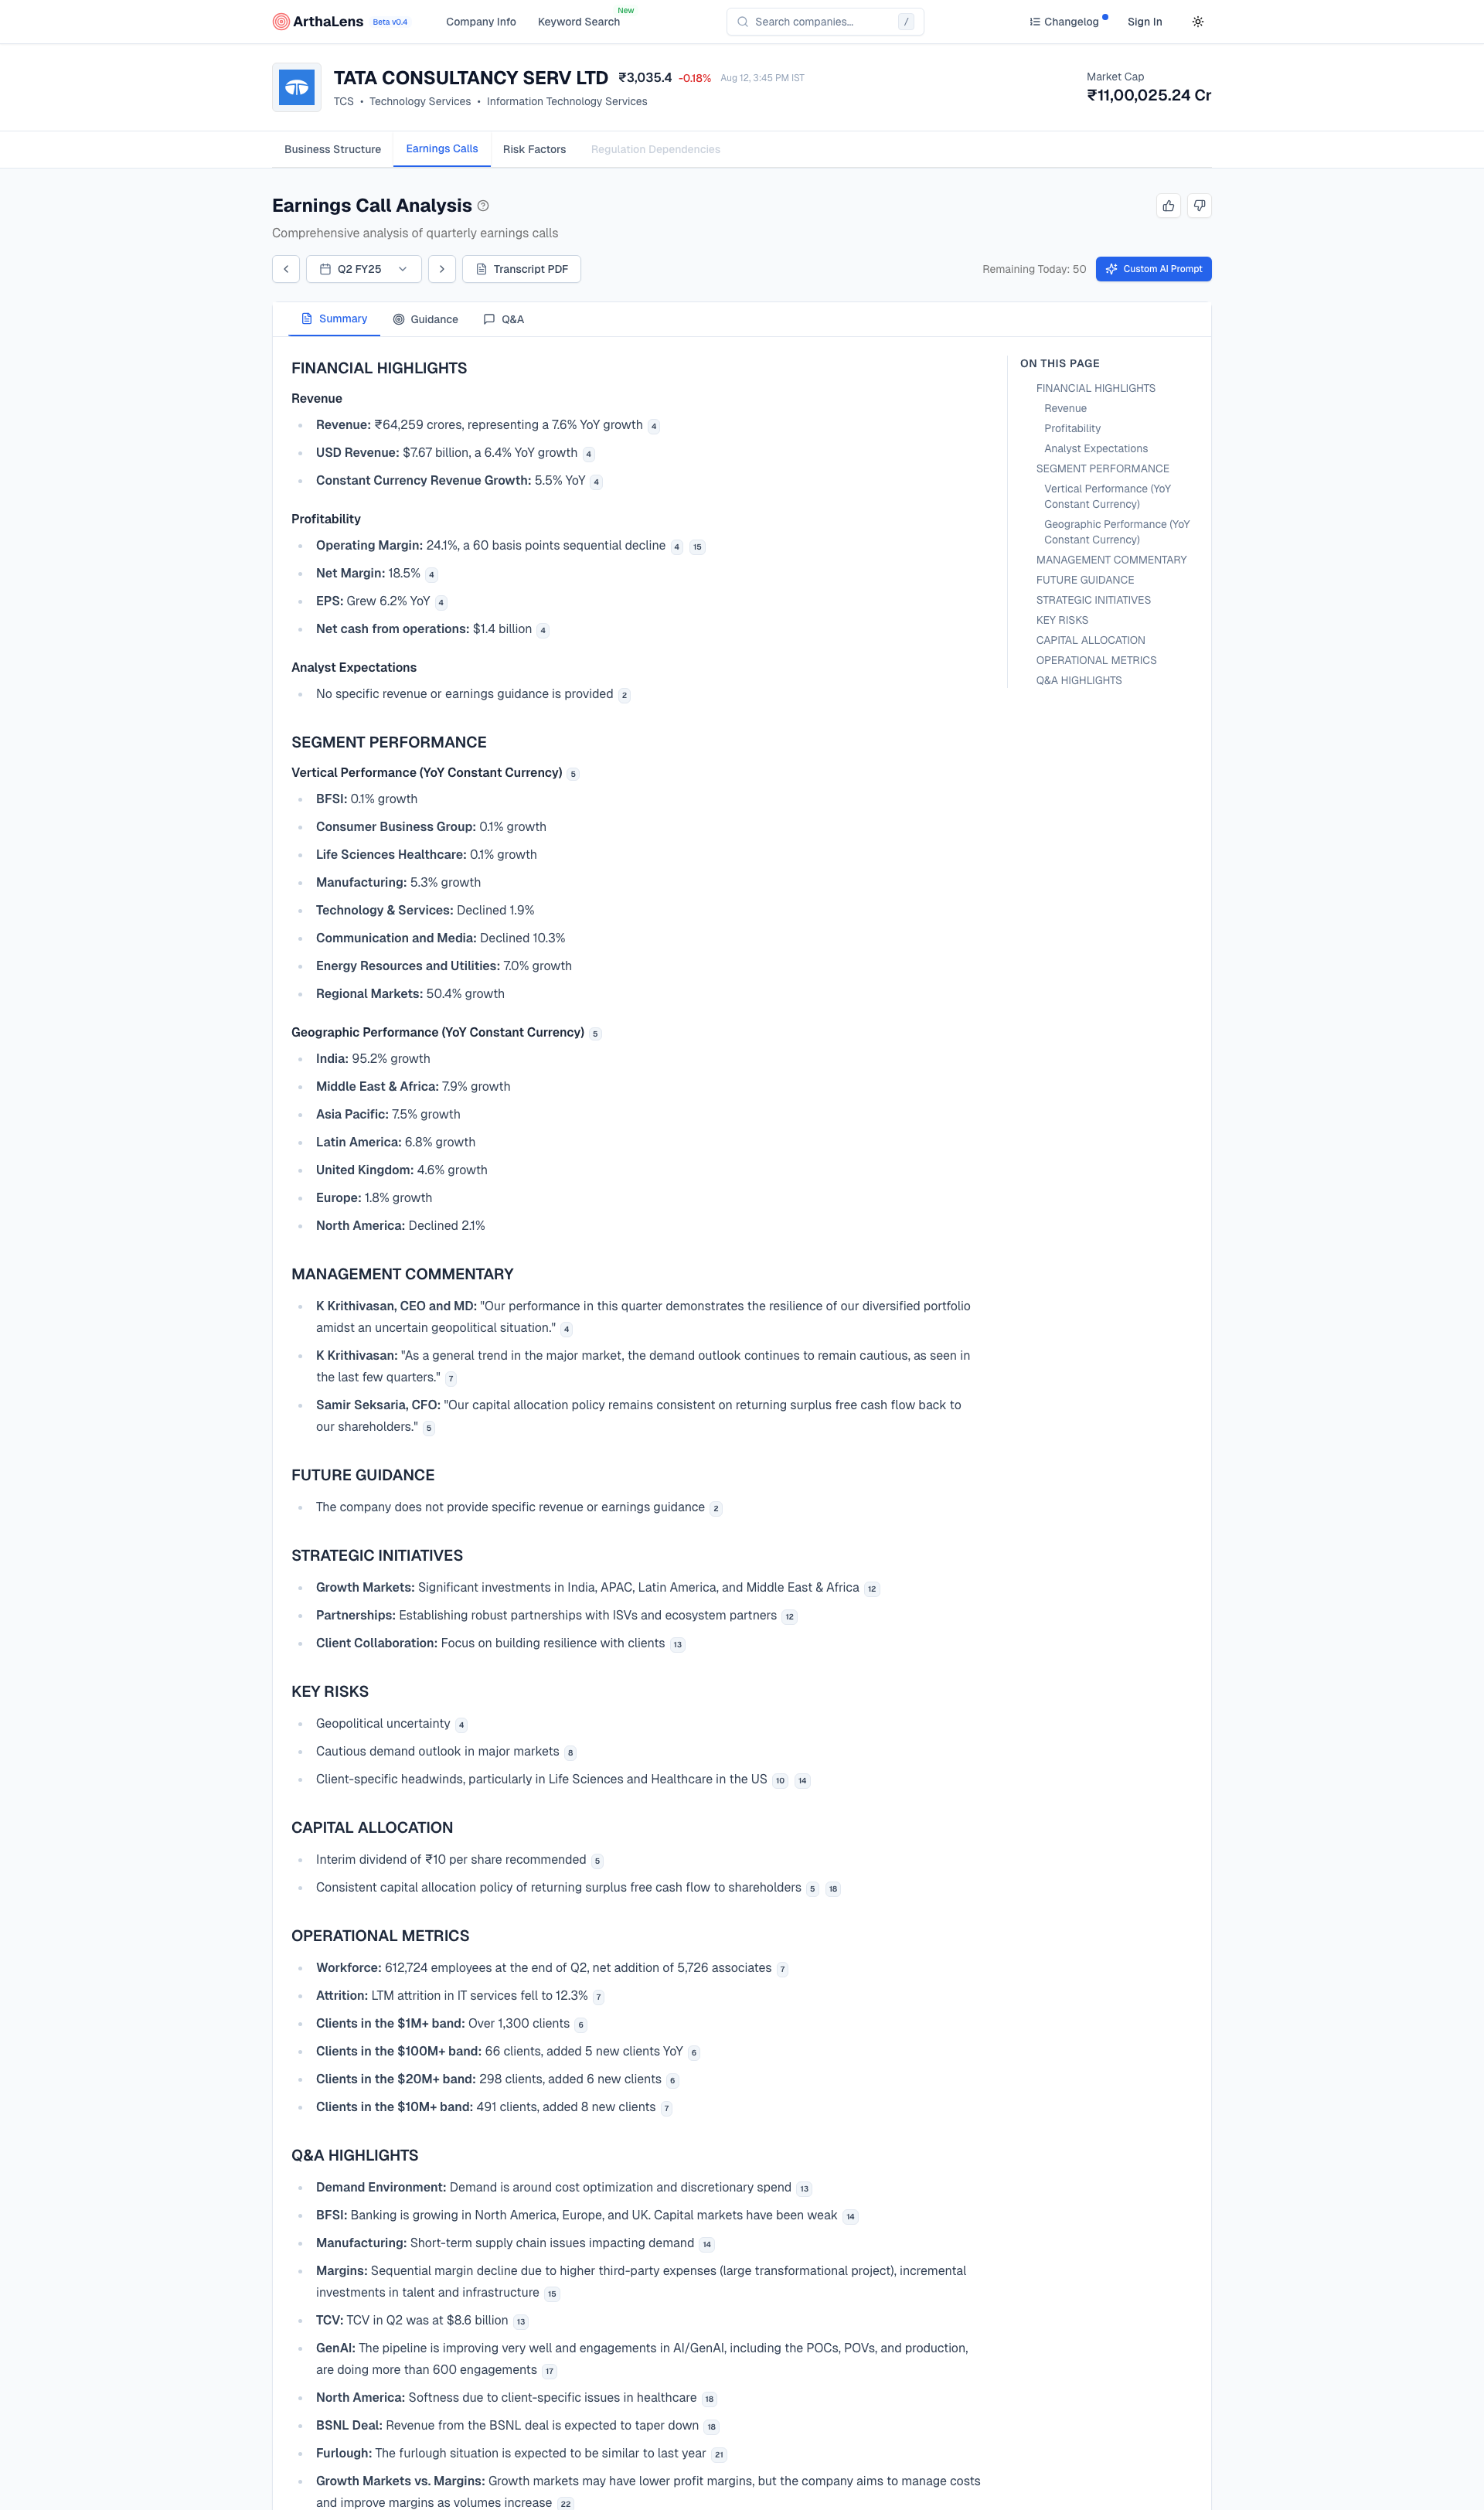 ArthaLens Beta v0.4 Company Info Keyword Search New Search companies... / Changelog Sign In
TATA CONSULTANCY SERV LTD ₹3,035.4 -0.18% Aug 12, 3:45 PM IST
TCS • Technology Services • Information Technology Services
Market Cap
₹11,00,025.24 Cr
Business Structure Earnings Calls Risk Factors Regulation Dependencies
Earnings Call Analysis
Comprehensive analysis of quarterly earnings calls
Q2 FY25 Transcript PDF Remaining Today: 50 Custom AI Prompt
Summary Guidance Q&A
FINANCIAL HIGHLIGHTS
Revenue
Revenue: ₹64,259 crores, representing a 7.6% YoY growth 4
USD Revenue: $7.67 billion, a 6.4% YoY growth 4
Constant Currency Revenue Growth: 5.5% YoY 4
Profitability
Operating Margin: 24.1%, a 60 basis points sequential decline 4 15
Net Margin: 18.5% 4
EPS: Grew 6.2% YoY 4
Net cash from operations: $1.4 billion 4
Analyst Expectations
No specific revenue or earnings guidance is provided 2
SEGMENT PERFORMANCE
Vertical Performance (YoY Constant Currency) 5
BFSI: 0.1% growth
Consumer Business Group: 0.1% growth
Life Sciences Healthcare: 0.1% growth
Manufacturing: 5.3% growth
Technology & Services: Declined 1.9%
Communication and Media: Declined 10.3%
Energy Resources and Utilities: 7.0% growth
Regional Markets: 50.4% growth
Geographic Performance (YoY Constant Currency) 5
India: 95.2% growth
Middle East & Africa: 7.9% growth
Asia Pacific: 7.5% growth
Latin America: 6.8% growth
United Kingdom: 4.6% growth
Europe: 1.8% growth
North America: Declined 2.1%
MANAGEMENT COMMENTARY
K Krithivasan, CEO and MD: "Our performance in this quarter demonstrates the resilience of our diversified portfolio
amidst an uncertain geopolitical situation." 4
K Krithivasan: "As a general trend in the major market, the demand outlook continues to remain cautious, as seen in
the last few quarters." 7
Samir Seksaria, CFO: "Our capital allocation policy remains consistent on returning surplus free cash flow back to
our shareholders." 5
FUTURE GUIDANCE
The company does not provide specific revenue or earnings guidance 2
STRATEGIC INITIATIVES
Growth Markets: Significant investments in India, APAC, Latin America, and Middle East & Africa 12
Partnerships: Establishing robust partnerships with ISVs and ecosystem partners 12
Client Collaboration: Focus on building resilience with clients 13
KEY RISKS
Geopolitical uncertainty 4
Cautious demand outlook in major markets 8
Client-specific headwinds, particularly in Life Sciences and Healthcare in the US 10 14
CAPITAL ALLOCATION
Interim dividend of ₹10 per share recommended 5
Consistent capital allocation policy of returning surplus free cash flow to shareholders 5 18
OPERATIONAL METRICS
Workforce: 612,724 employees at the end of Q2, net addition of 5,726 associates 7
Attrition: LTM attrition in IT services fell to 12.3% 7
Clients in the $1M+ band: Over 1,300 clients 6
Clients in the $100M+ band: 66 clients, added 5 new clients YoY 6
Clients in the $20M+ band: 298 clients, added 6 new clients 6
Clients in the $10M+ band: 491 clients, added 8 new clients 7
Q&A HIGHLIGHTS
Demand Environment: Demand is around cost optimization and discretionary spend 13
BFSI: Banking is growing in North America, Europe, and UK. Capital markets have been weak 14
Manufacturing: Short-term supply chain issues impacting demand 14
Margins: Sequential margin decline due to higher third-party expenses (large transformational project), incremental
investments in talent and infrastructure 15
TCV: TCV in Q2 was at $8.6 billion 13
GenAI: The pipeline is improving very well and engagements in AI/GenAI, including the POCs, POVs, and production,
are doing more than 600 engagements 17
North America: Softness due to client-specific issues in healthcare 18
BSNL Deal: Revenue from the BSNL deal is expected to taper down 18
Furlough: The furlough situation is expected to be similar to last year 21
Growth Markets vs. Margins: Growth markets may have lower profit margins, but the company aims to manage costs
and improve margins as volumes increase 22
ON THIS PAGE
FINANCIAL HIGHLIGHTS
Revenue
Profitability
Analyst Expectations
SEGMENT PERFORMANCE
Vertical Performance (YoY
Constant Currency)
Geographic Performance (YoY
Constant Currency)
MANAGEMENT COMMENTARY
FUTURE GUIDANCE
STRATEGIC INITIATIVES
KEY RISKS
CAPITAL ALLOCATION
OPERATIONAL METRICS
Q&A HIGHLIGHTS